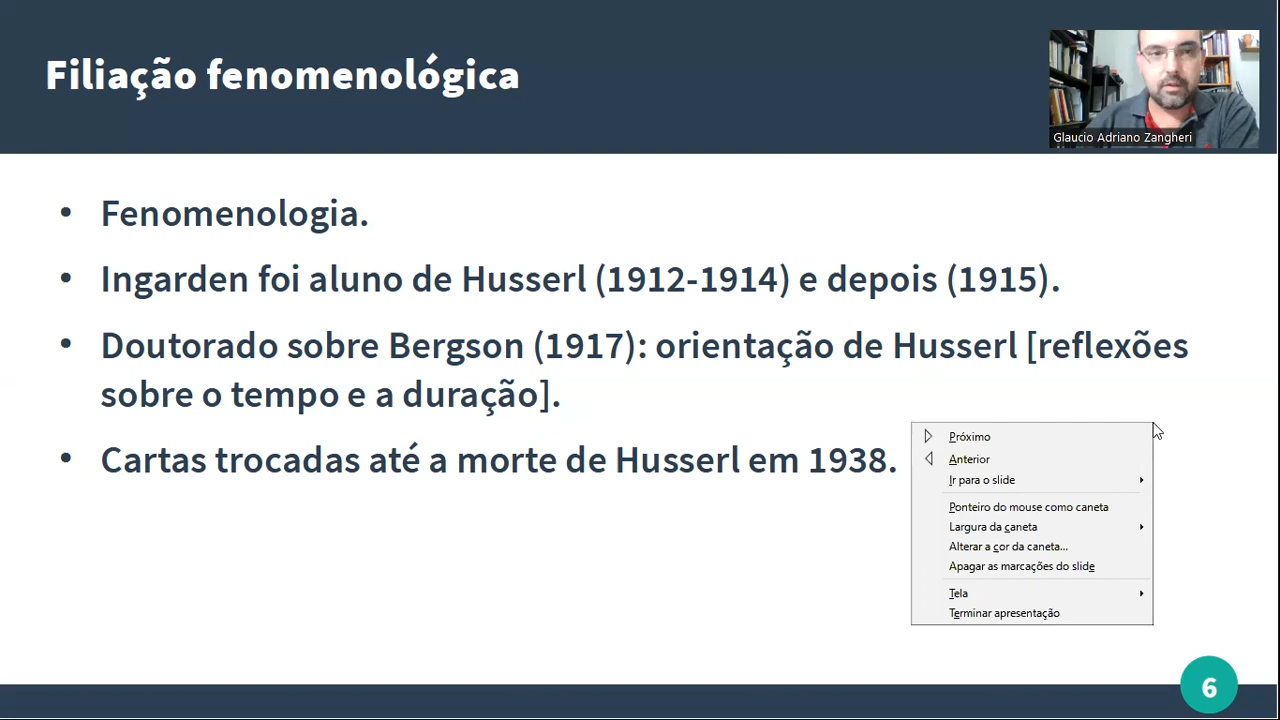 Filiação fenomenológica
Glaucio Adriano Zangheri
• Fenomenologia.
• Ingarden foi aluno de Husserl (1912-1914) e depois (1915).
• Doutorado sobre Bergson (1917): orientação de Husserl [reflexões
sobre o tempo e a duração].
• Cartas trocadas até a morte de Husserl em 1938.
Próximo
Anterior
Ir para o slide
Ponteiro do mouse como caneta
Largura da caneta
Alterar a cor da caneta...
Apagar as marcações do slide
Tela
Terminar apresentação
6